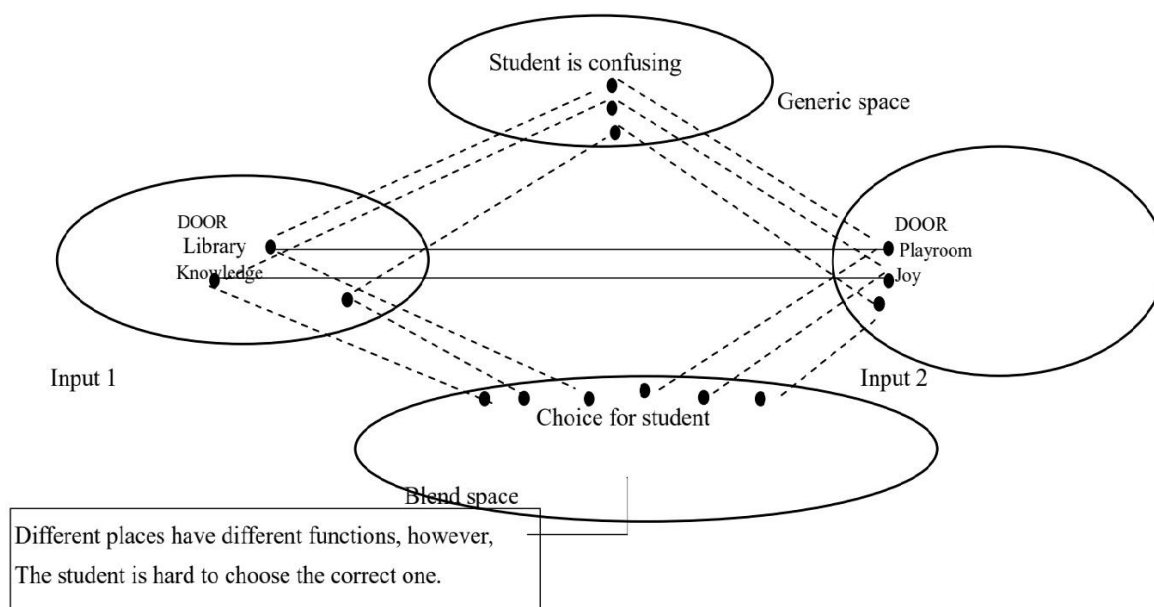 Student is confusing
Generic space
DOOR
Library
Knowledge
DOOR
Playroom
Joy
Input 1
Input 2
Choice for student
Blend space
Different places have different functions, however,
The student is hard to choose the correct one.